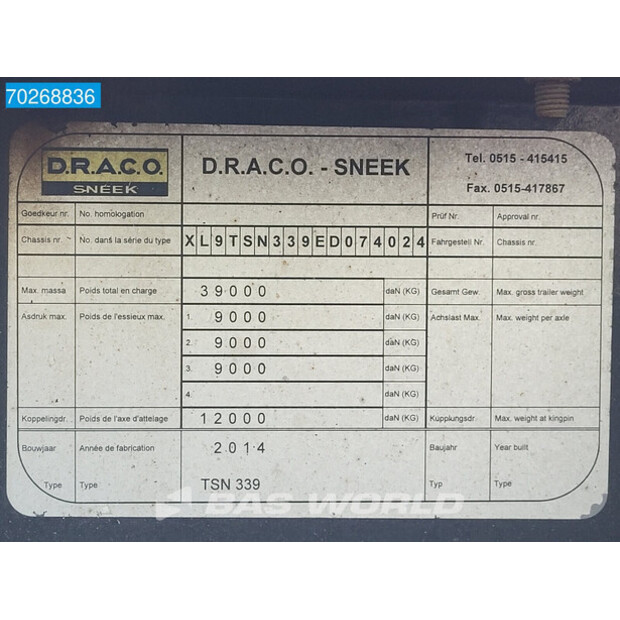 70268836
D.R.A.C.O. SNEEK
D.R.A.C.O. - SNEEK
Tel. 0515 - 415415
Fax. 0515-417867
Goedkeur nr. No. homologation Prüf Nr. Approval nr.
Chassis nr. No. dans la série du type XL9TSN339ED074024 Fahrgestell Nr. Chassis nr.
Max. massa Poids total en charge 39000 daN (KG) Gesamt Gew. Max. gross trailer weight
Asdruk max. Poids de l'essieux max. 1. 9000 daN (KG) Achslast Max. Max. weight per axle
2. 9000 daN (KG)
3. 9000 daN (KG)
4. daN (KG)
Koppelingdr. Poids de l'axe d'attelage 12000 daN (KG) Kupplungsdr. Max. weight at kingpin
Bouwjaar Année de fabrication 2014 Baujahr Year built
Type Type TSN 339 Typ Type
BAS WORLD